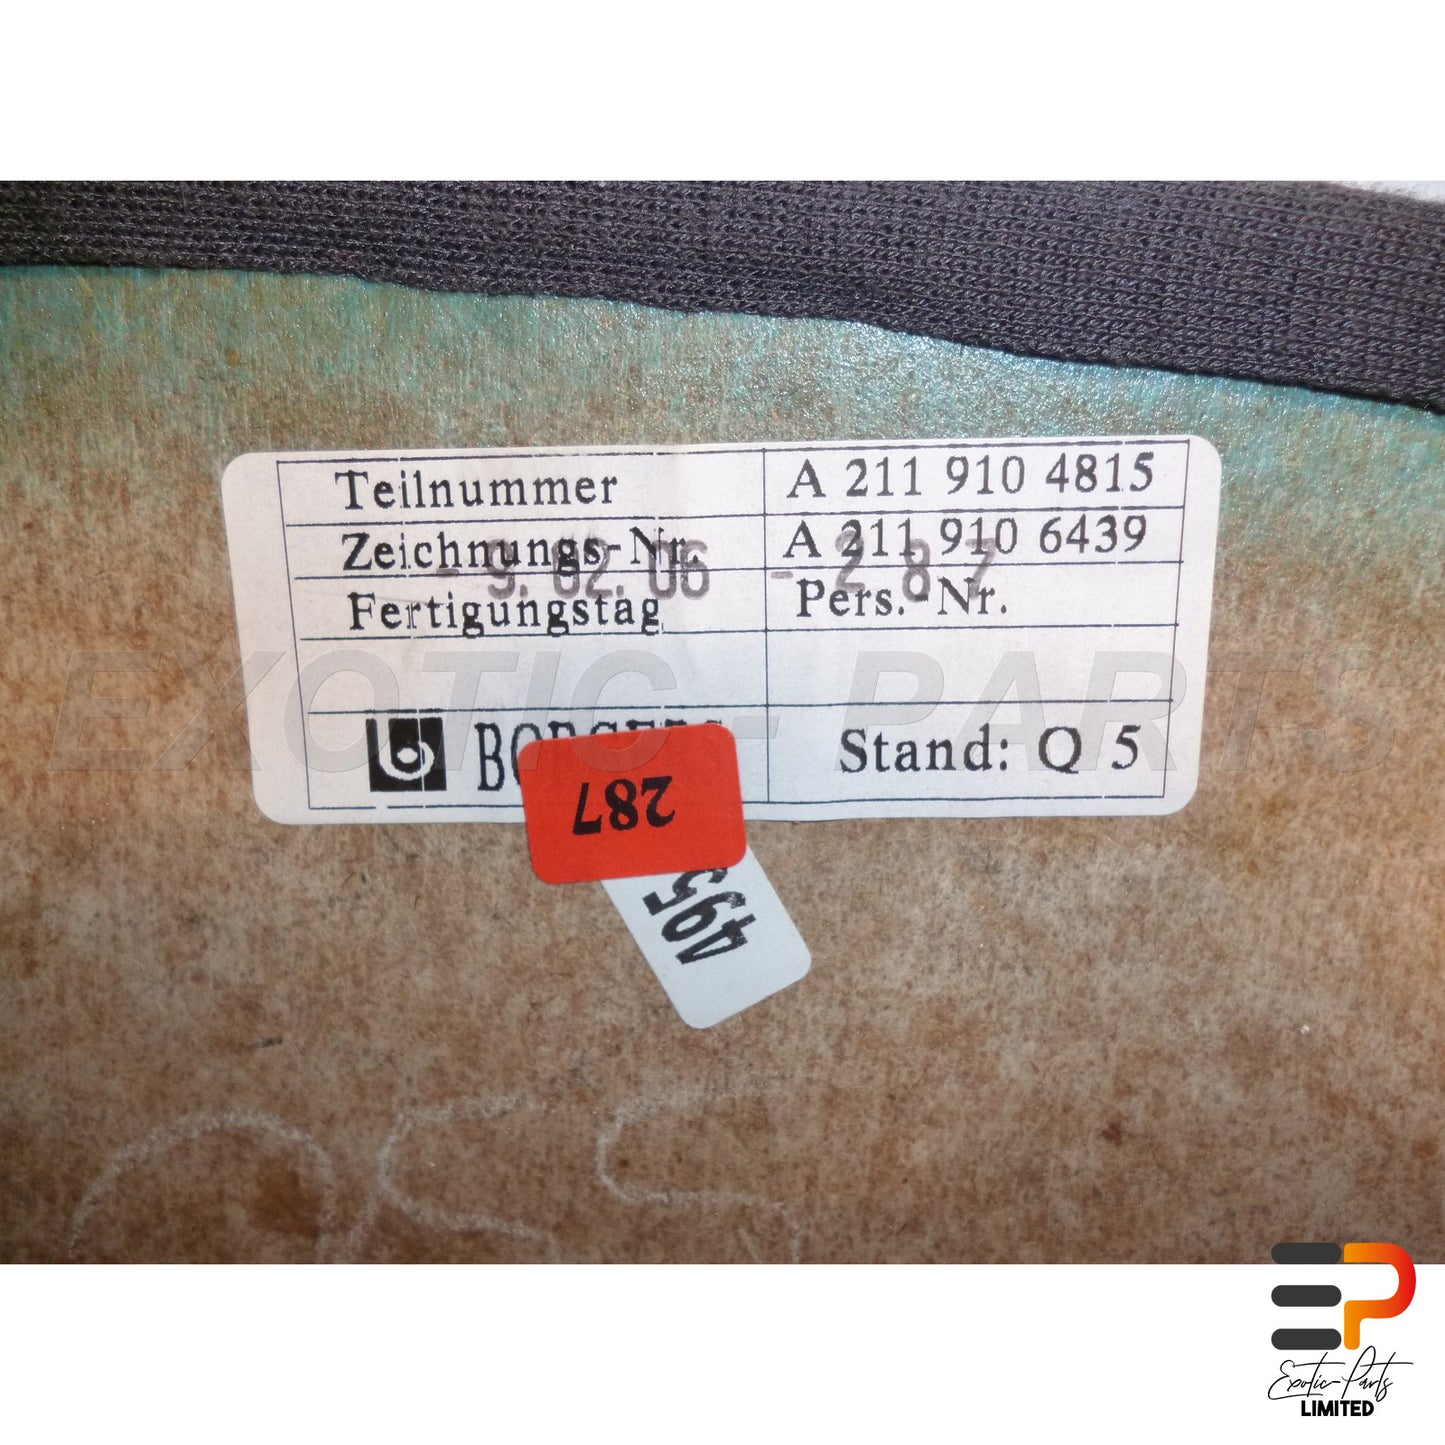 Teilnummer A 211 910 4815
Zeichnungs-Nr. A 211 910 6439
- 9. 02. 06 - 2 8 7
Fertigungstag Pers.-Nr.
b Stand: Q 5
287
495
EXOTIC - PARTS
EP
Exotic-Parts
LIMITED